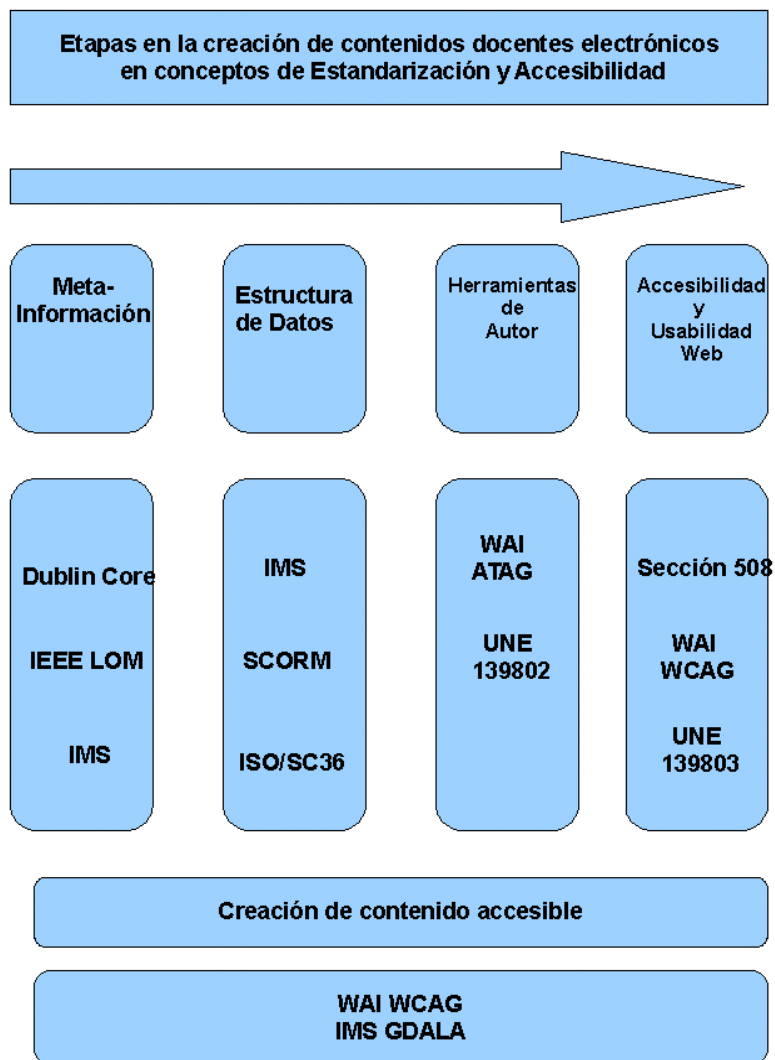 Etapas en la creación de contenidos docentes electrónicos
en conceptos de Estandarización y Accesibilidad
Meta-
Información
Estructura
de Datos
Herramientas
de
Autor
Accesibilidad
y
Usabilidad
Web
Dublin Core
IEEE LOM
IMS
IMS
SCORM
ISO/SC36
WAI
ATAG
UNE
139802
Sección 508
WAI
WCAG
UNE
139803
Creación de contenido accesible
WAI WCAG
IMS GDALA